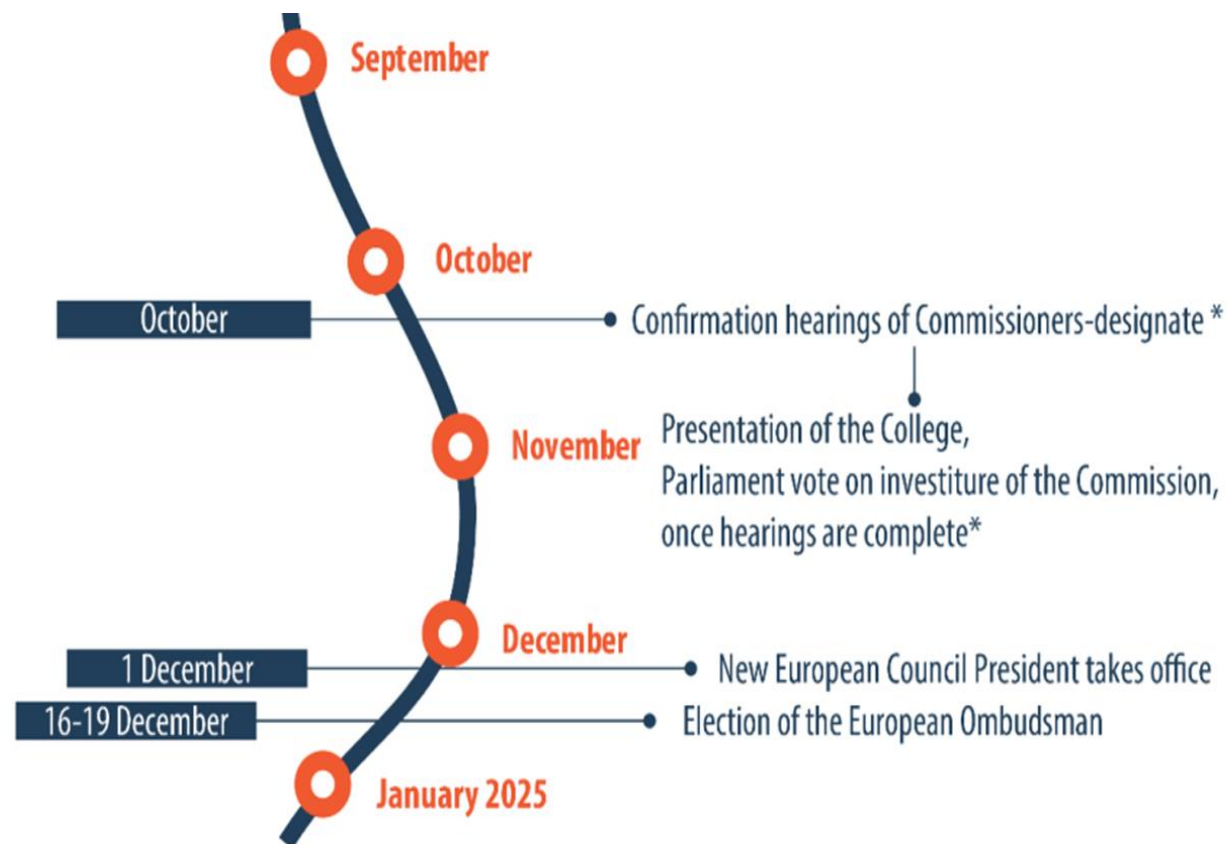 September
October
October
Confirmation hearings of Commissioners-designate *
November
Presentation of the College,
Parliament vote on investiture of the Commission,
once hearings are complete*
December
1 December
New European Council President takes office
16-19 December
Election of the European Ombudsman
January 2025